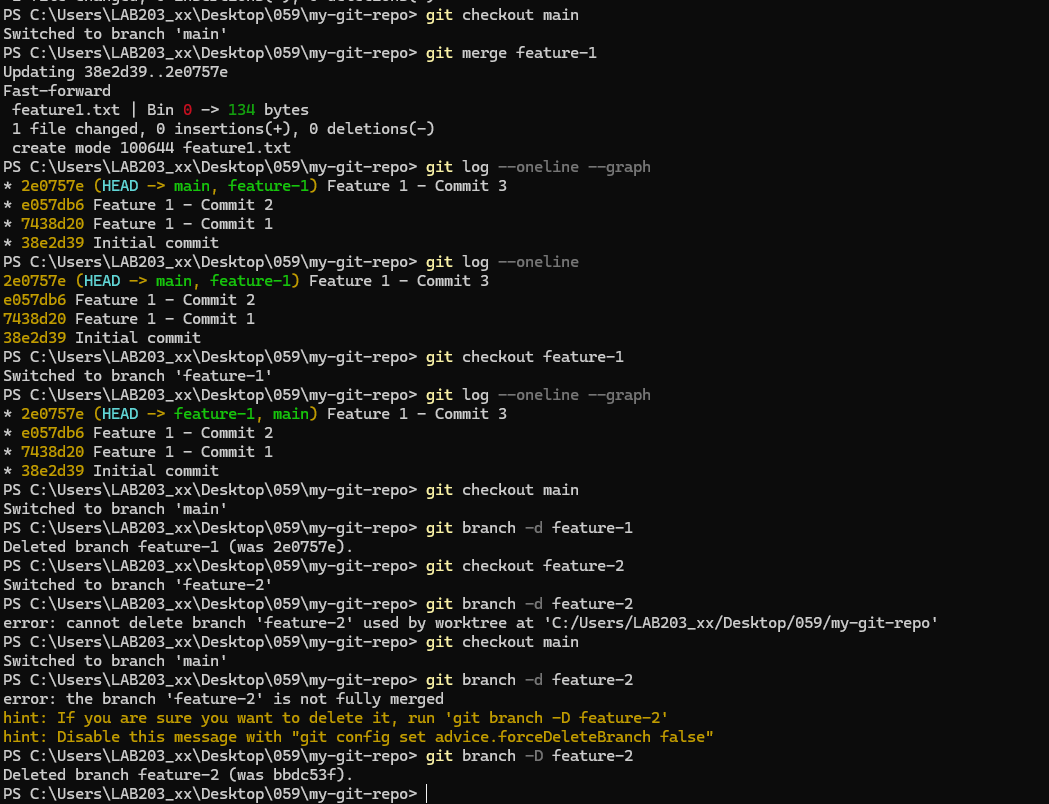 PS C:\Users\LAB203_xx\Desktop\059\my-git-repo> git checkout main
Switched to branch 'main'
PS C:\Users\LAB203_xx\Desktop\059\my-git-repo> git merge feature-1
Updating 38e2d39..2e0757e
Fast-forward
 feature1.txt | Bin 0 -> 134 bytes
 1 file changed, 0 insertions(+), 0 deletions(-)
 create mode 100644 feature1.txt
PS C:\Users\LAB203_xx\Desktop\059\my-git-repo> git log --oneline --graph
* 2e0757e (HEAD -> main, feature-1) Feature 1 - Commit 3
* e057db6 Feature 1 - Commit 2
* 7438d20 Feature 1 - Commit 1
* 38e2d39 Initial commit
PS C:\Users\LAB203_xx\Desktop\059\my-git-repo> git log --oneline
2e0757e (HEAD -> main, feature-1) Feature 1 - Commit 3
e057db6 Feature 1 - Commit 2
7438d20 Feature 1 - Commit 1
38e2d39 Initial commit
PS C:\Users\LAB203_xx\Desktop\059\my-git-repo> git checkout feature-1
Switched to branch 'feature-1'
PS C:\Users\LAB203_xx\Desktop\059\my-git-repo> git log --oneline --graph
* 2e0757e (HEAD -> feature-1, main) Feature 1 - Commit 3
* e057db6 Feature 1 - Commit 2
* 7438d20 Feature 1 - Commit 1
* 38e2d39 Initial commit
PS C:\Users\LAB203_xx\Desktop\059\my-git-repo> git checkout main
Switched to branch 'main'
PS C:\Users\LAB203_xx\Desktop\059\my-git-repo> git branch -d feature-1
Deleted branch feature-1 (was 2e0757e).
PS C:\Users\LAB203_xx\Desktop\059\my-git-repo> git checkout feature-2
Switched to branch 'feature-2'
PS C:\Users\LAB203_xx\Desktop\059\my-git-repo> git branch -d feature-2
error: cannot delete branch 'feature-2' used by worktree at 'C:/Users/LAB203_xx/Desktop/059/my-git-repo'
PS C:\Users\LAB203_xx\Desktop\059\my-git-repo> git checkout main
Switched to branch 'main'
PS C:\Users\LAB203_xx\Desktop\059\my-git-repo> git branch -d feature-2
error: the branch 'feature-2' is not fully merged
hint: If you are sure you want to delete it, run 'git branch -D feature-2'
hint: Disable this message with "git config set advice.forceDeleteBranch false"
PS C:\Users\LAB203_xx\Desktop\059\my-git-repo> git branch -D feature-2
Deleted branch feature-2 (was bbdc53f).
PS C:\Users\LAB203_xx\Desktop\059\my-git-repo>